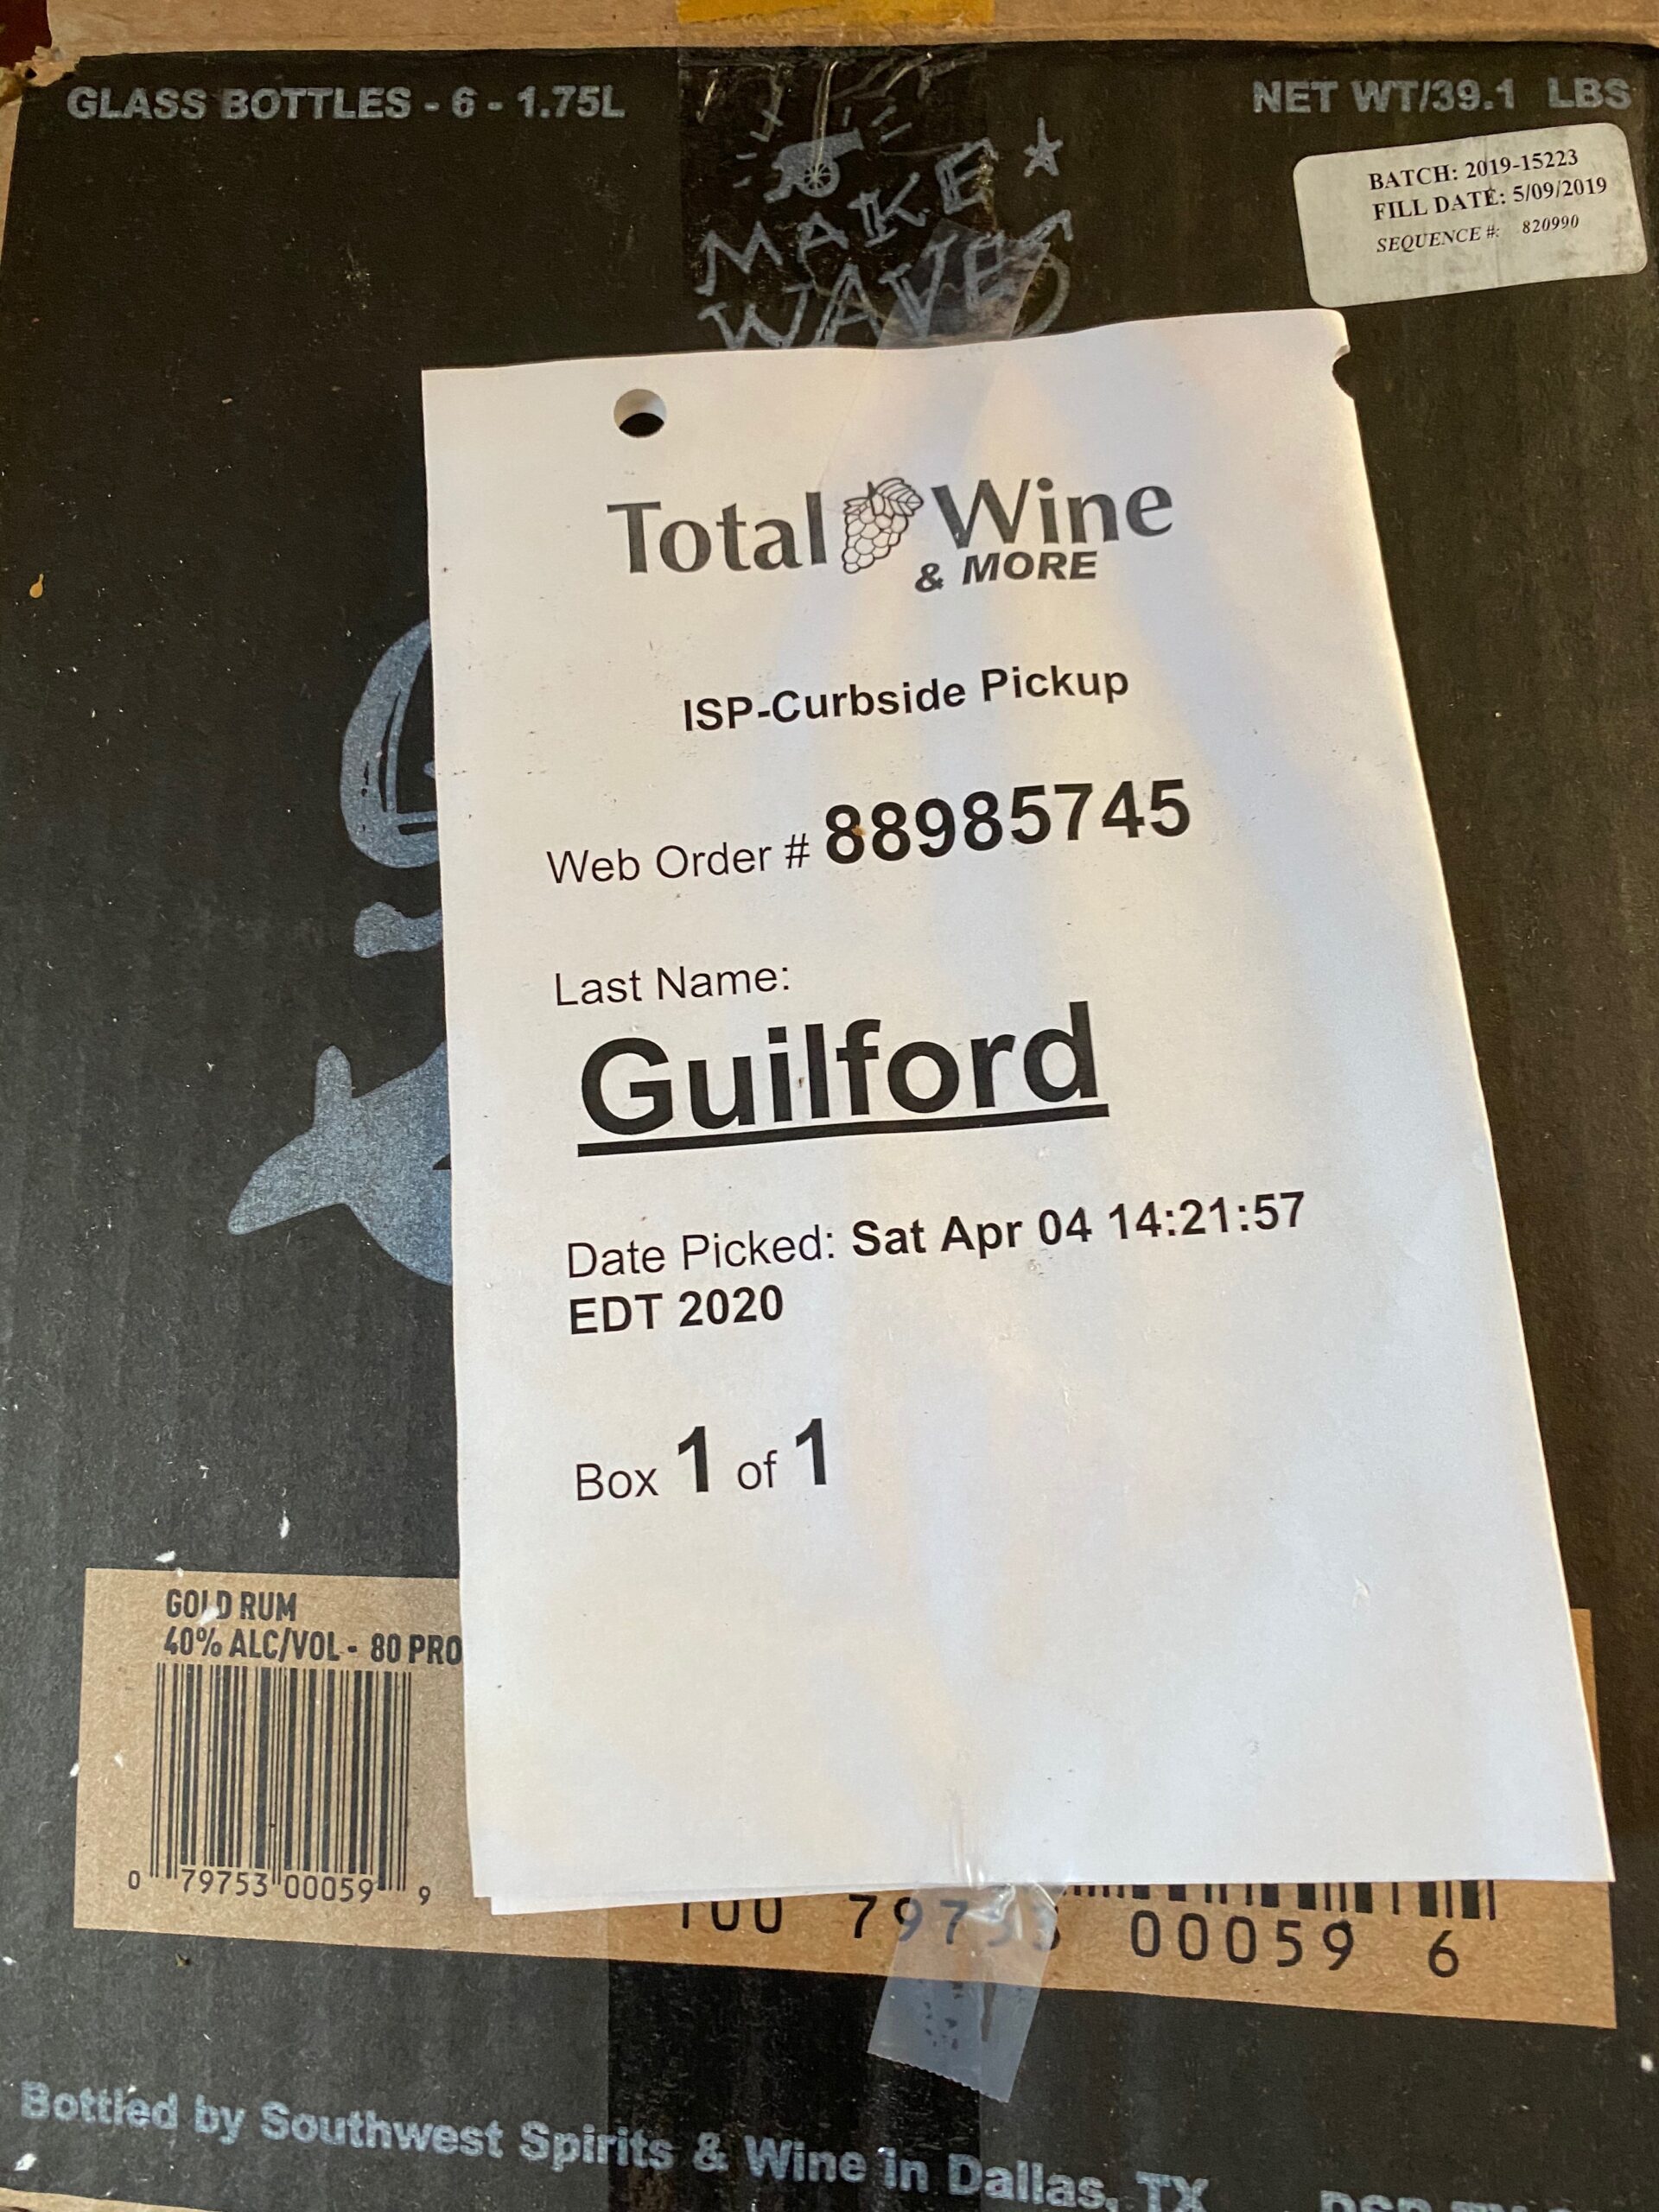 GLASS BOTTLES - 6 - 1.75L
NET WT/39.1 LBS
MAKE
WAVES
BATCH: 2019-15223
FILL DATE: 5/09/2019
SEQUENCE #: 820990
Total Wine
& MORE
ISP-Curbside Pickup
Web Order # 88985745
Last Name:
Guilford
Date Picked: Sat Apr 04 14:21:57
EDT 2020
Box 1 of 1
GOLD RUM
40% ALC/VOL - 80 PRO
0 79753 00059 9
100 79753 00059 6
Bottled by Southwest Spirits & Wine in Dallas, TX